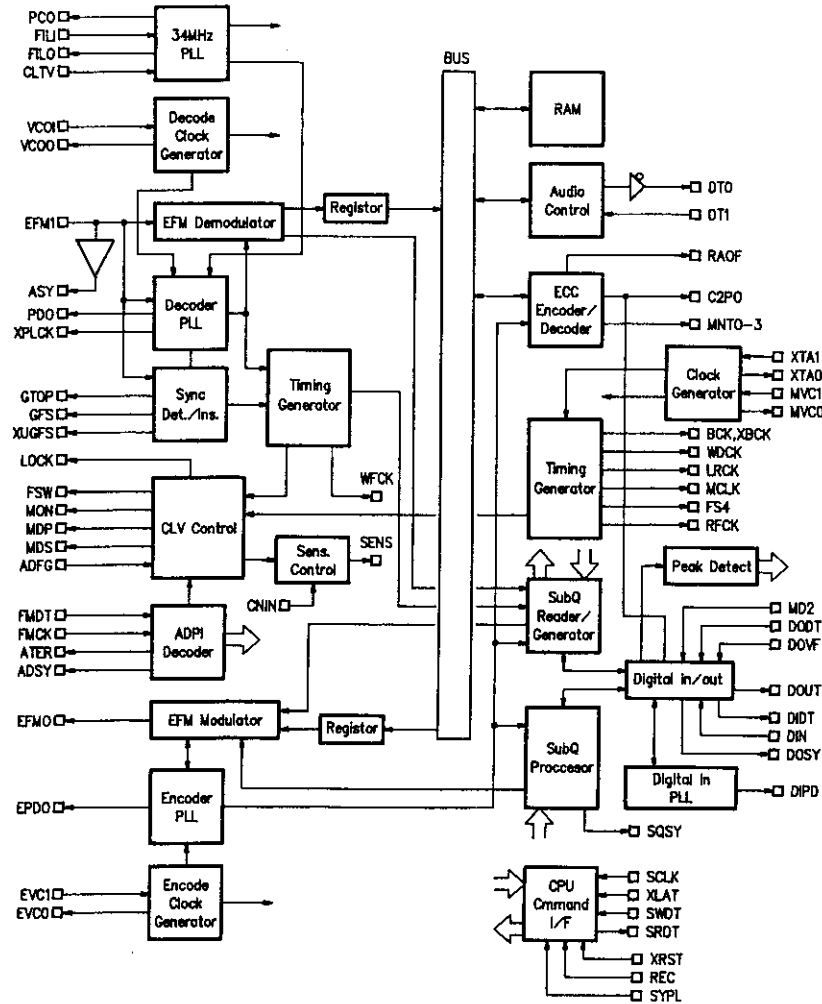 PCO
FILI
FILO
CLTV
34MHz
PLL
VCOI
VCOO
Decode
Clock
Generator
EFM1
EFM Demodulator
Registor
ASY
PDO
XPLCK
Decoder
PLL
GTOP
GFS
XUGFS
Sync
Det./Ins.
Timing
Generator
LOCK
FSW
MON
MDP
MDS
ADFG
CLV Control
WFCK
Sens.
Control
SENS
CNIN
FMDT
FMCK
ATER
ADSY
ADPI
Decoder
EFMO
EFM Modulator
Registor
EPDO
Encoder
PLL
EVC1
EVCO
Encode
Clock
Generator
BUS
RAM
Audio
Control
DTO
DT1
RAOF
ECC
Encoder/
Decoder
C2PO
MNTO-3
Clock
Generator
XTA1
XTA0
MVC1
MVC0
Timing
Generator
BCK,XBCK
WDCK
LRCK
MCLK
FS4
RFCK
Peak Detect
SubQ
Reader/
Generator
MD2
DODT
DOVF
Digital in/out
DOUT
DIDT
DIN
DOSY
SubQ
Proccesor
Digital In
PLL
DIPD
SQSY
CPU
Cmmand
I/F
SCLK
XLAT
SWDT
SRDT
XRST
REC
SYPL